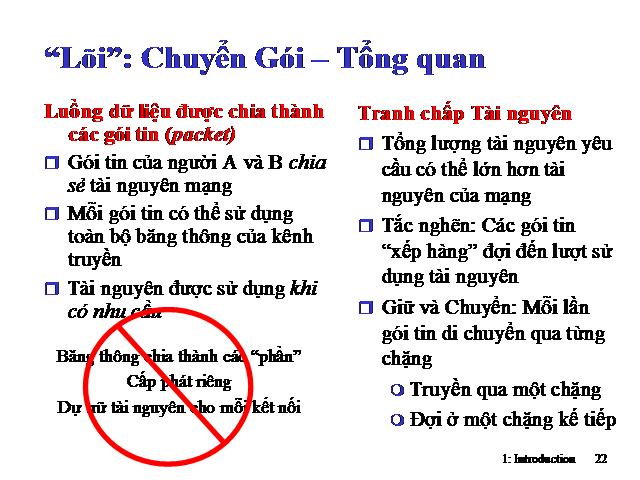 “Lõi”: Chuyển Gói – Tổng quan
Luồng dữ liệu được chia thành
các gói tin (packet)
Gói tin của người A và B chia
sẻ tài nguyên mạng
Mỗi gói tin có thể sử dụng
toàn bộ băng thông của kênh
truyền
Tài nguyên được sử dụng khi
có nhu cầu
Băng thông chia thành các “phần”
Cấp phát riêng
Dự trữ tài nguyên cho mỗi kết nối
Tranh chấp Tài nguyên
Tổng lượng tài nguyên yêu
cầu có thể lớn hơn tài
nguyên của mạng
Tắc nghẽn: Các gói tin
“xếp hàng” đợi đến lượt sử
dụng tài nguyên
Giữ và Chuyển: Mỗi lần
gói tin di chuyển qua từng
chặng
Truyền qua một chặng
Đợi ở một chặng kế tiếp
1: Introduction 22